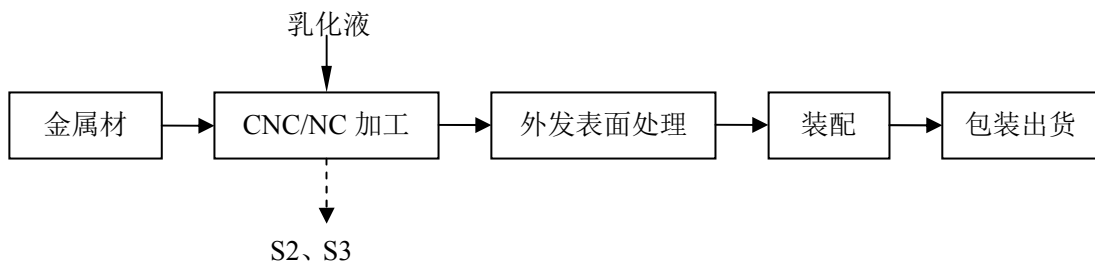 乳化液
金属材
CNC/NC 加工
外发表面处理
装配
包装出货
S2、S3